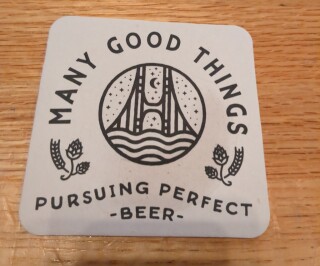 MANY GOOD THINGS
PURSUING PERFECT
-BEER-